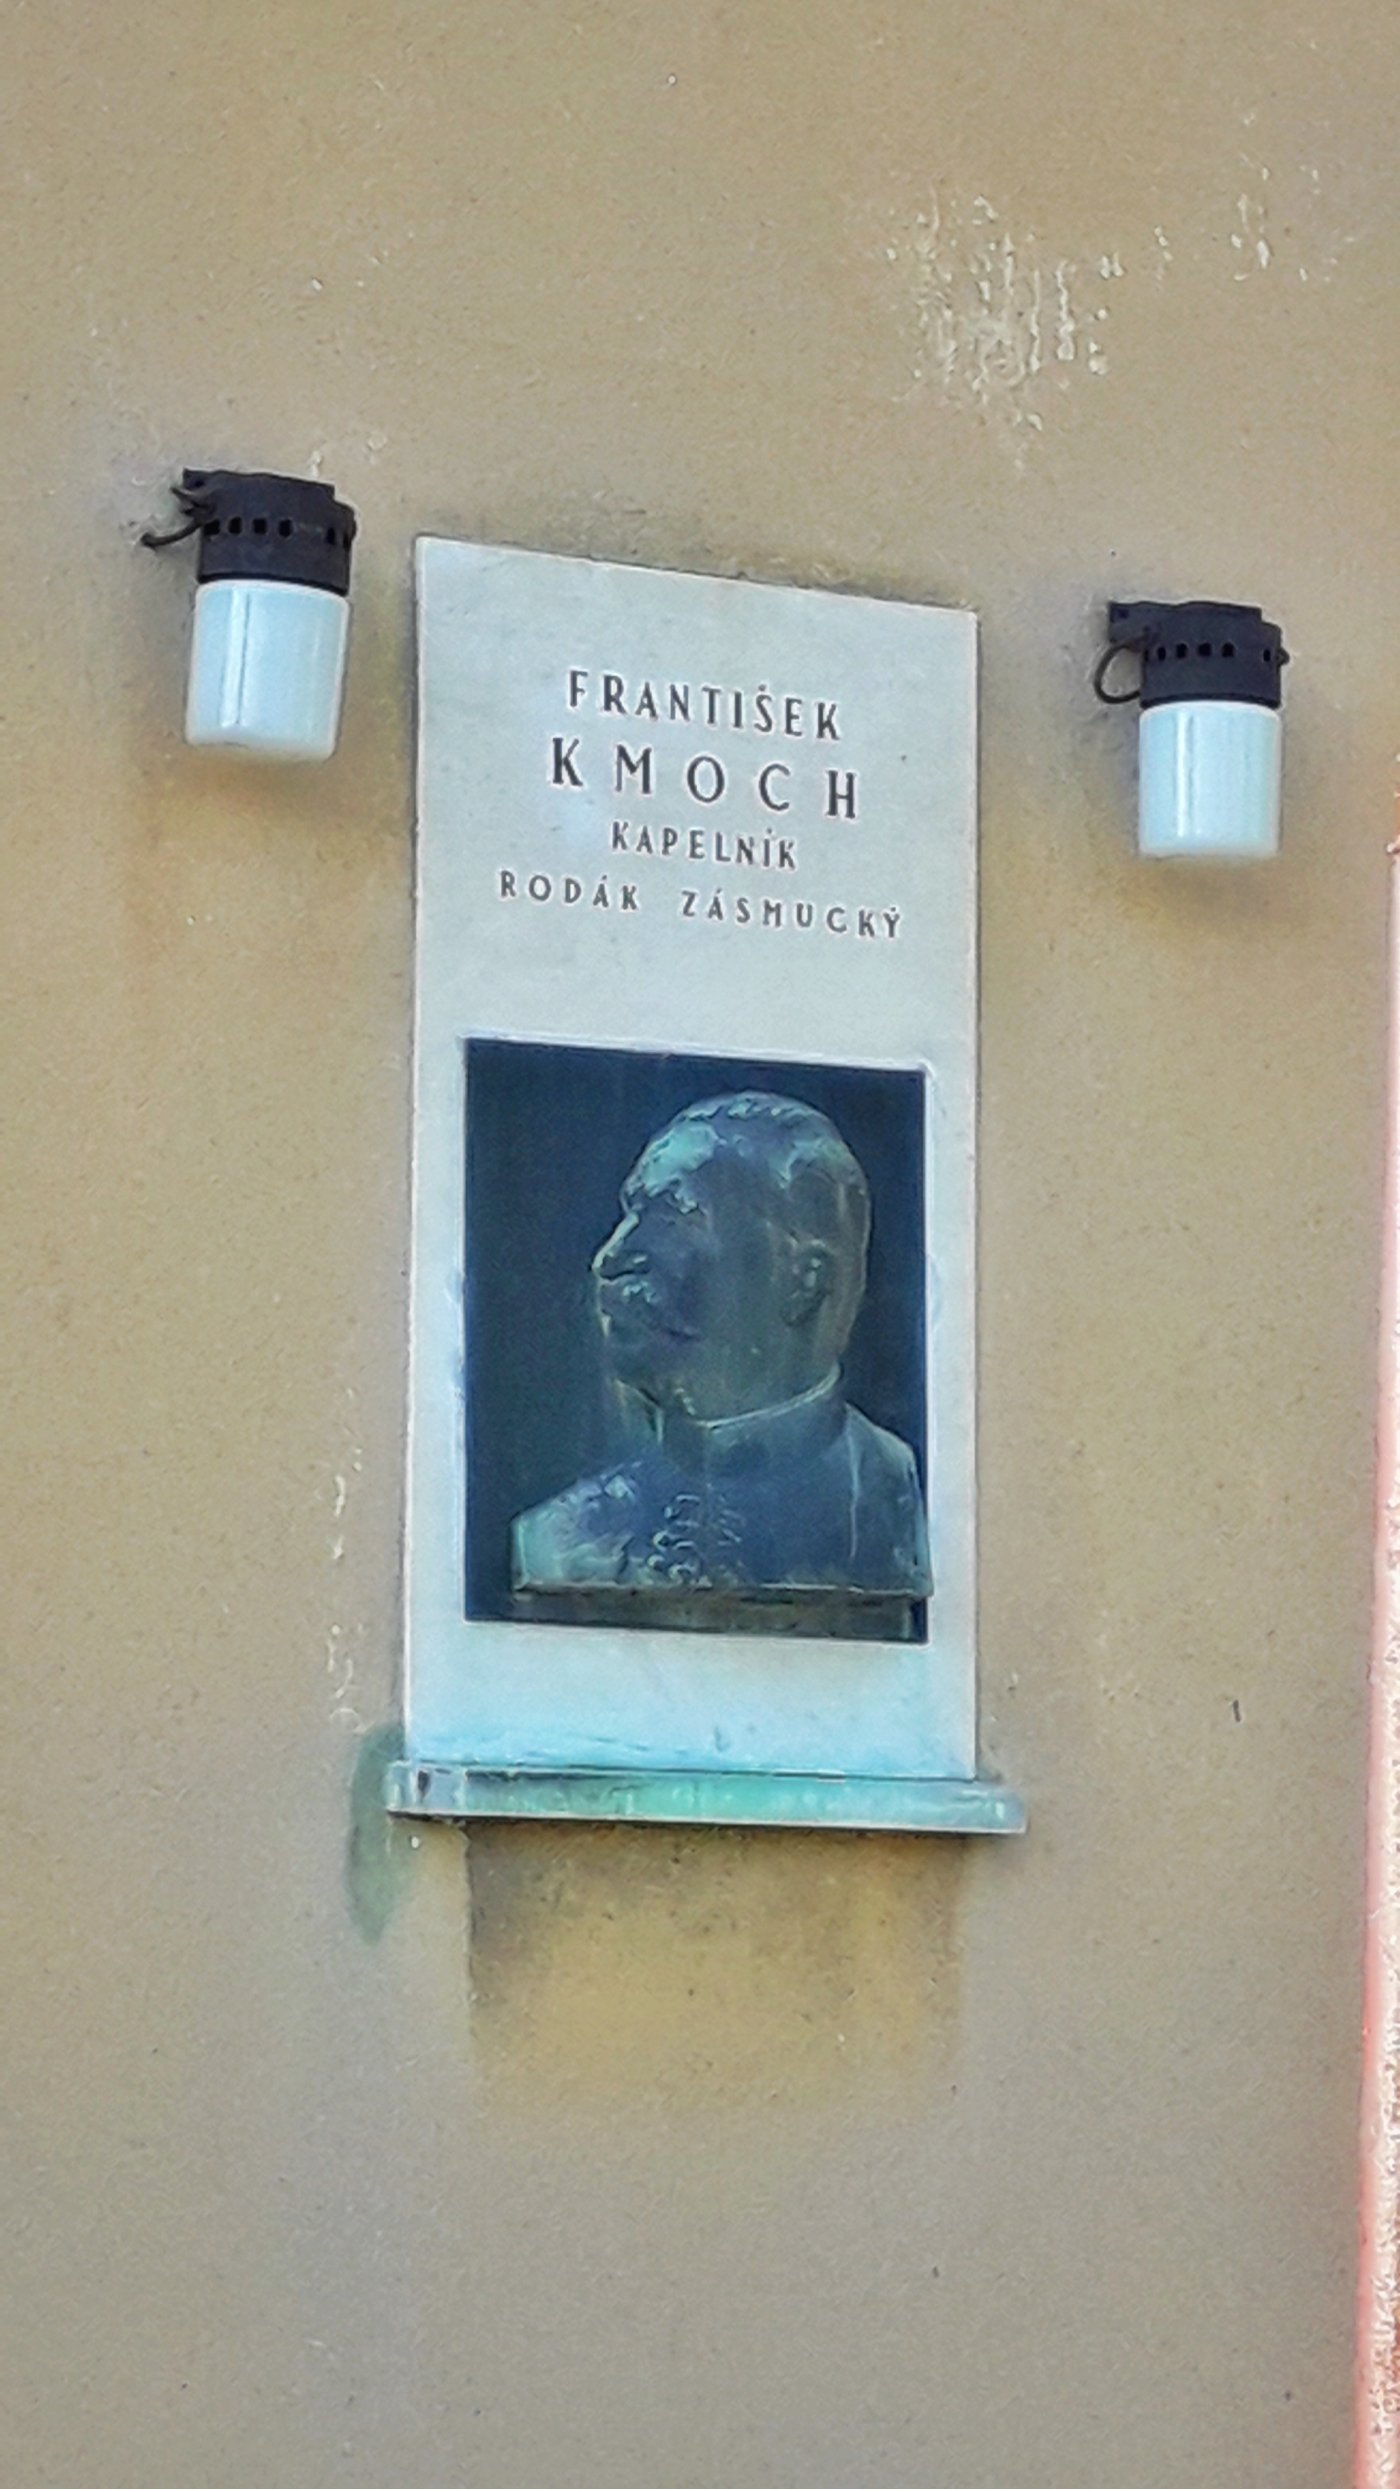 FRANTIŠEK
KMOCH
KAPELNÍK
RODÁK ZÁSMUCKÝ